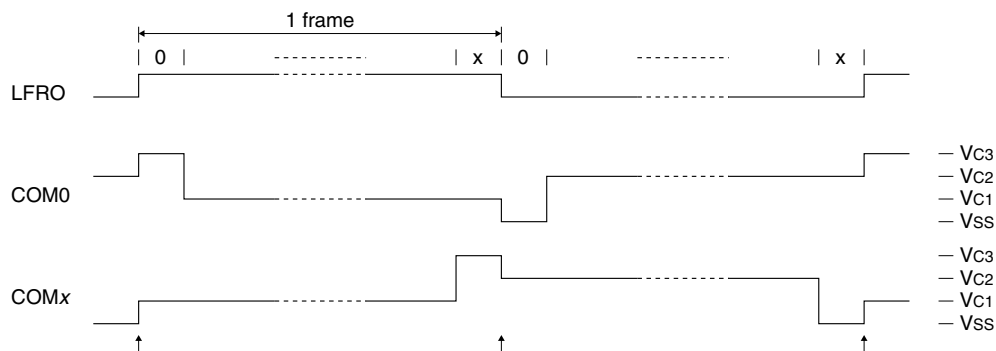 1 frame
0 x 0 x
LFRO
COM0
VC3
VC2
VC1
VSS
COMx
VC3
VC2
VC1
VSS